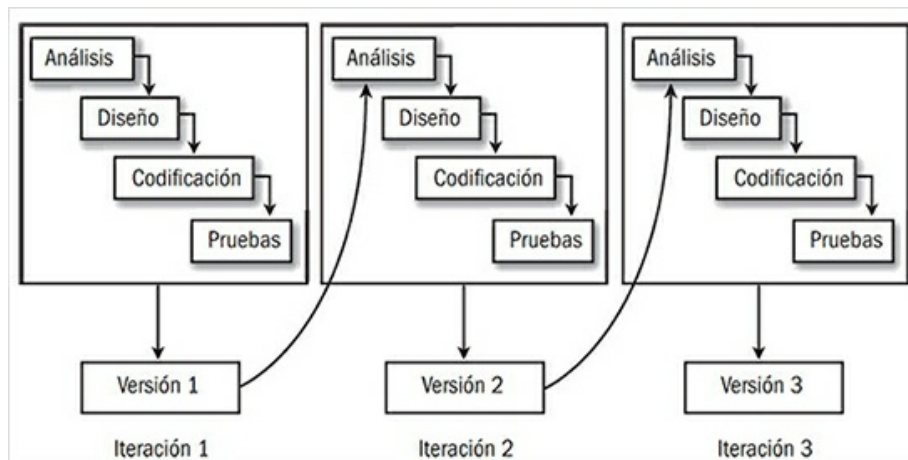 Análisis
Diseño
Codificación
Pruebas
Versión 1
Iteración 1
Análisis
Diseño
Codificación
Pruebas
Versión 2
Iteración 2
Análisis
Diseño
Codificación
Pruebas
Versión 3
Iteración 3